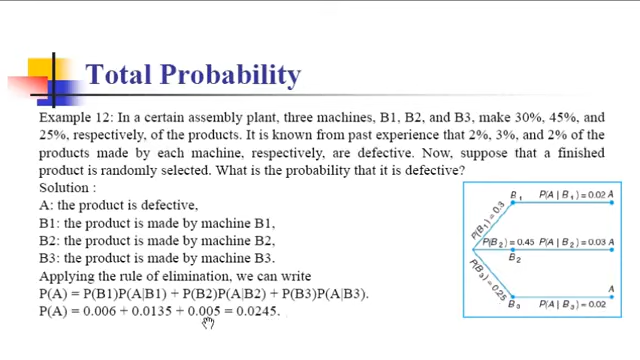 Total Probability
Example 12: In a certain assembly plant, three machines, B1, B2, and B3, make 30%, 45%, and
25%, respectively, of the products. It is known from past experience that 2%, 3%, and 2% of the
products made by each machine, respectively, are defective. Now, suppose that a finished
product is randomly selected. What is the probability that it is defective?
Solution :
A: the product is defective,
B1: the product is made by machine B1,
B2: the product is made by machine B2,
B3: the product is made by machine B3.
Applying the rule of elimination, we can write
P(A) = P(B1)P(A|B1) + P(B2)P(A|B2) + P(B3)P(A|B3).
P(A) = 0.006 + 0.0135 + 0.005 = 0.0245.
B₁ P(A | B₁) = 0.02 A
P(B₁) = 0.3
P(B₂) = 0.45 P(A | B₂) = 0.03 A
B₂
P(B₃) = 0.25
A
B₃ P(A | B₃) = 0.02